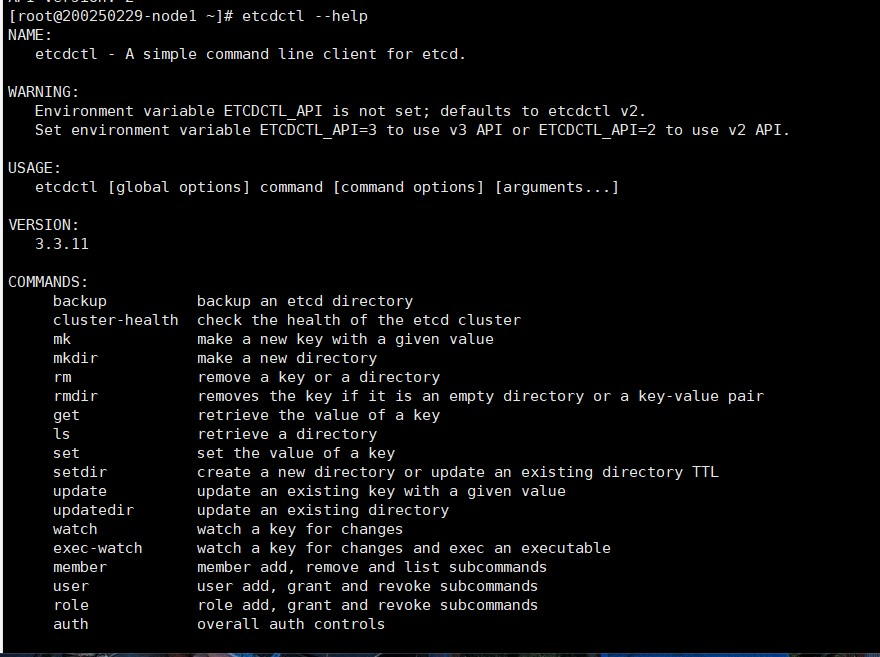 [root@200250229-node1 ~]# etcdctl --help
NAME:
etcdctl - A simple command line client for etcd.
WARNING:
Environment variable ETCDCTL_API is not set; defaults to etcdctl v2.
Set environment variable ETCDCTL_API=3 to use v3 API or ETCDCTL_API=2 to use v2 API.
USAGE:
etcdctl [global options] command [command options] [arguments...]
VERSION:
3.3.11
COMMANDS:
backup backup an etcd directory
cluster-health check the health of the etcd cluster
mk make a new key with a given value
mkdir make a new directory
rm remove a key or a directory
rmdir removes the key if it is an empty directory or a key-value pair
get retrieve the value of a key
ls retrieve a directory
set set the value of a key
setdir create a new directory or update an existing directory TTL
update update an existing key with a given value
updatedir update an existing directory
watch watch a key for changes
exec-watch watch a key for changes and exec an executable
member member add, remove and list subcommands
user user add, grant and revoke subcommands
role role add, grant and revoke subcommands
auth overall auth controls